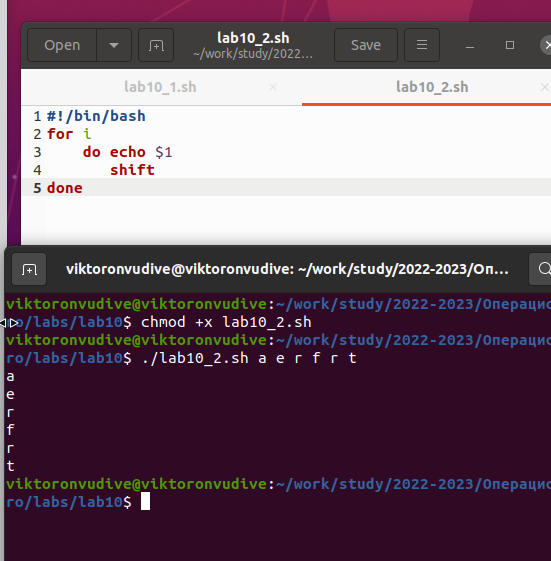 Open
lab10_2.sh
~/work/study/2022...
Save
lab10_1.sh
lab10_2.sh
1 #!/bin/bash
2 for i
3     do echo $1
4        shift
5 done
viktoronvudive@viktoronvudive: ~/work/study/2022-2023/Оп...
viktoronvudive@viktoronvudive:~/work/study/2022-2023/Операцио
ro/labs/lab10$ chmod +x lab10_2.sh
viktoronvudive@viktoronvudive:~/work/study/2022-2023/Операцио
ro/labs/lab10$ ./lab10_2.sh a e r f r t
a
e
r
f
r
t
viktoronvudive@viktoronvudive:~/work/study/2022-2023/Операцио
ro/labs/lab10$